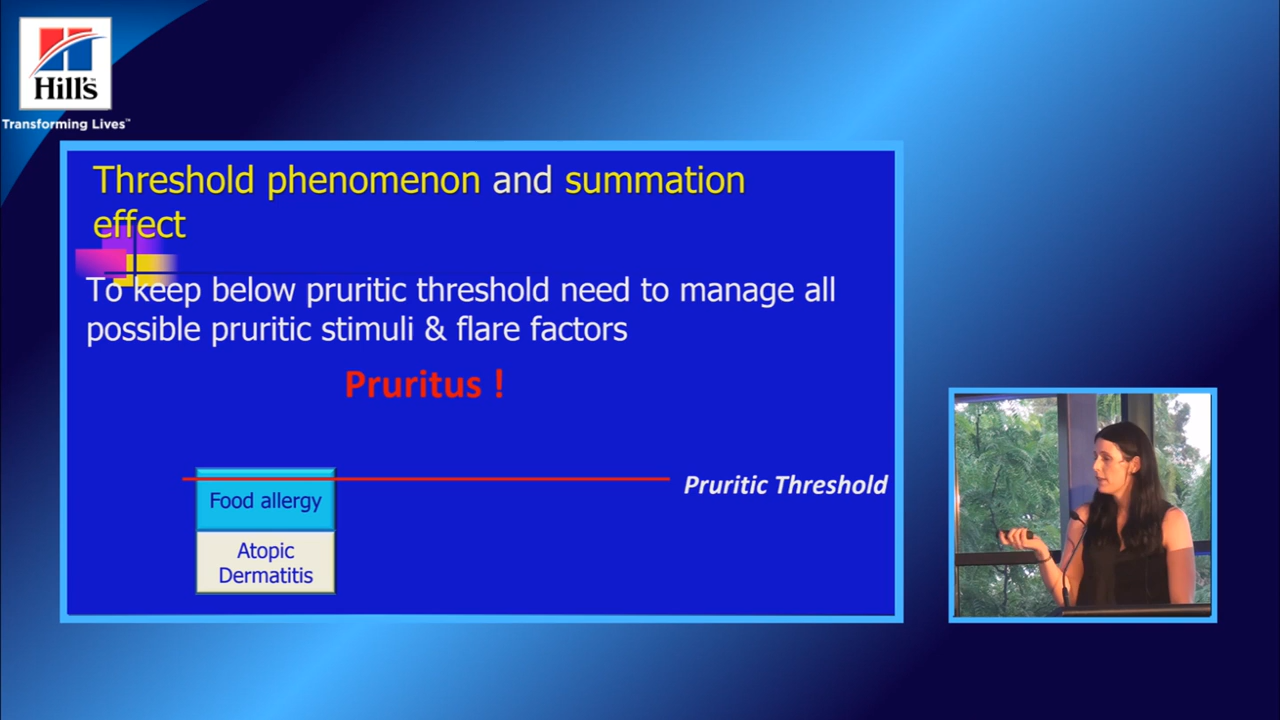 Hill's
Transforming Lives™
Threshold phenomenon and summation
effect
To keep below pruritic threshold need to manage all
possible pruritic stimuli & flare factors
Pruritus !
Pruritic Threshold
Food allergy
Atopic
Dermatitis